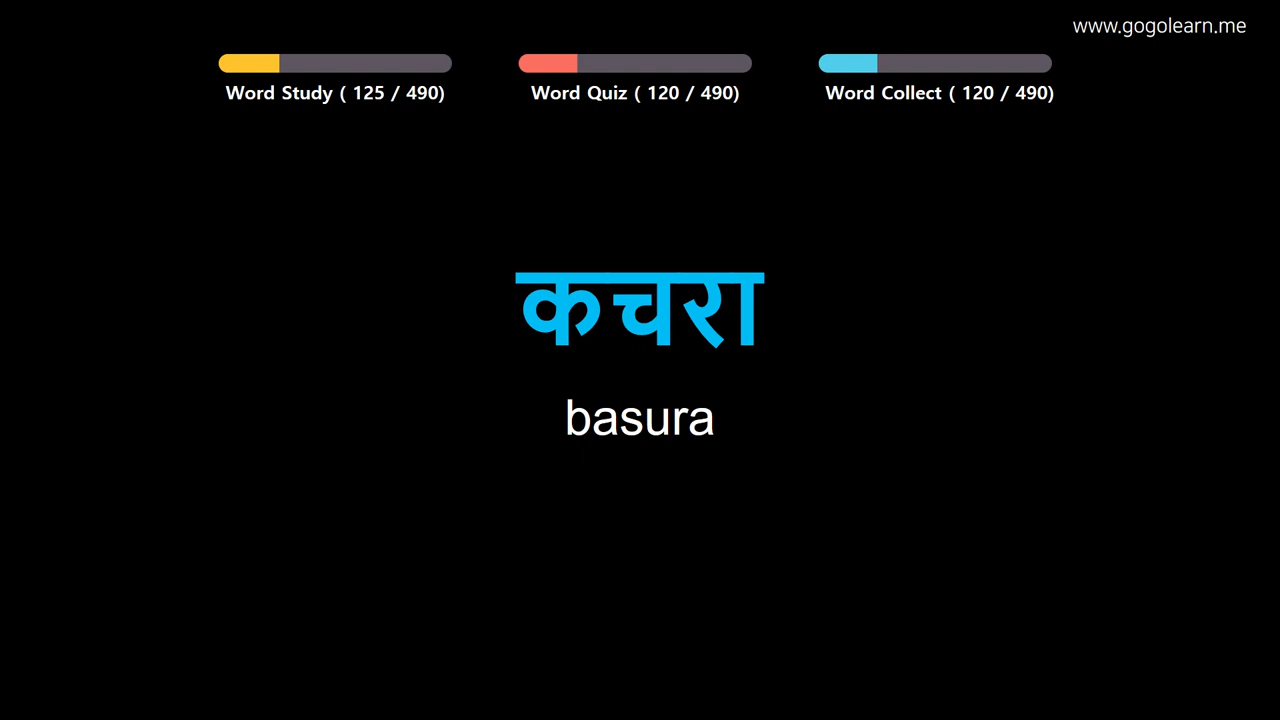 www.gogolearn.me
Word Study ( 125 / 490)
Word Quiz ( 120 / 490)
Word Collect ( 120 / 490)
कचरा
basura